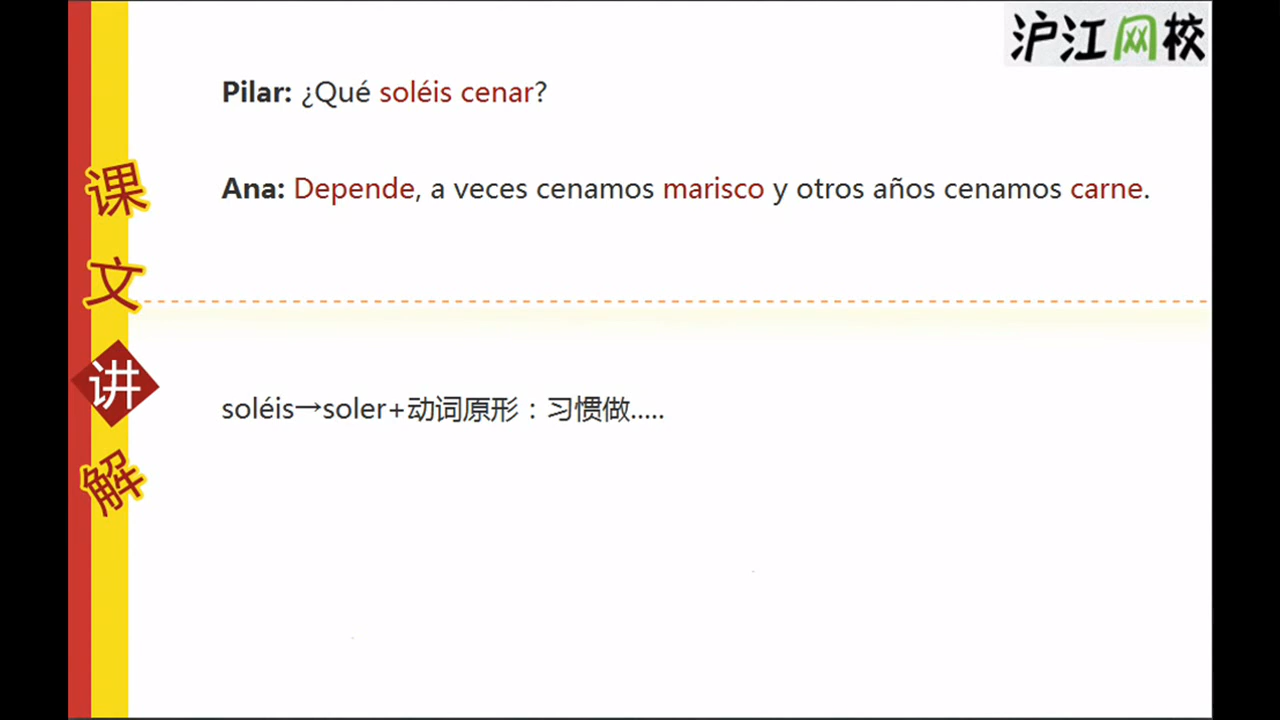 沪江网校
Pilar: ¿Qué soléis cenar?
Ana: Depende, a veces cenamos marisco y otros años cenamos carne.
课文讲解
soléis→soler+动词原形：习惯做.....